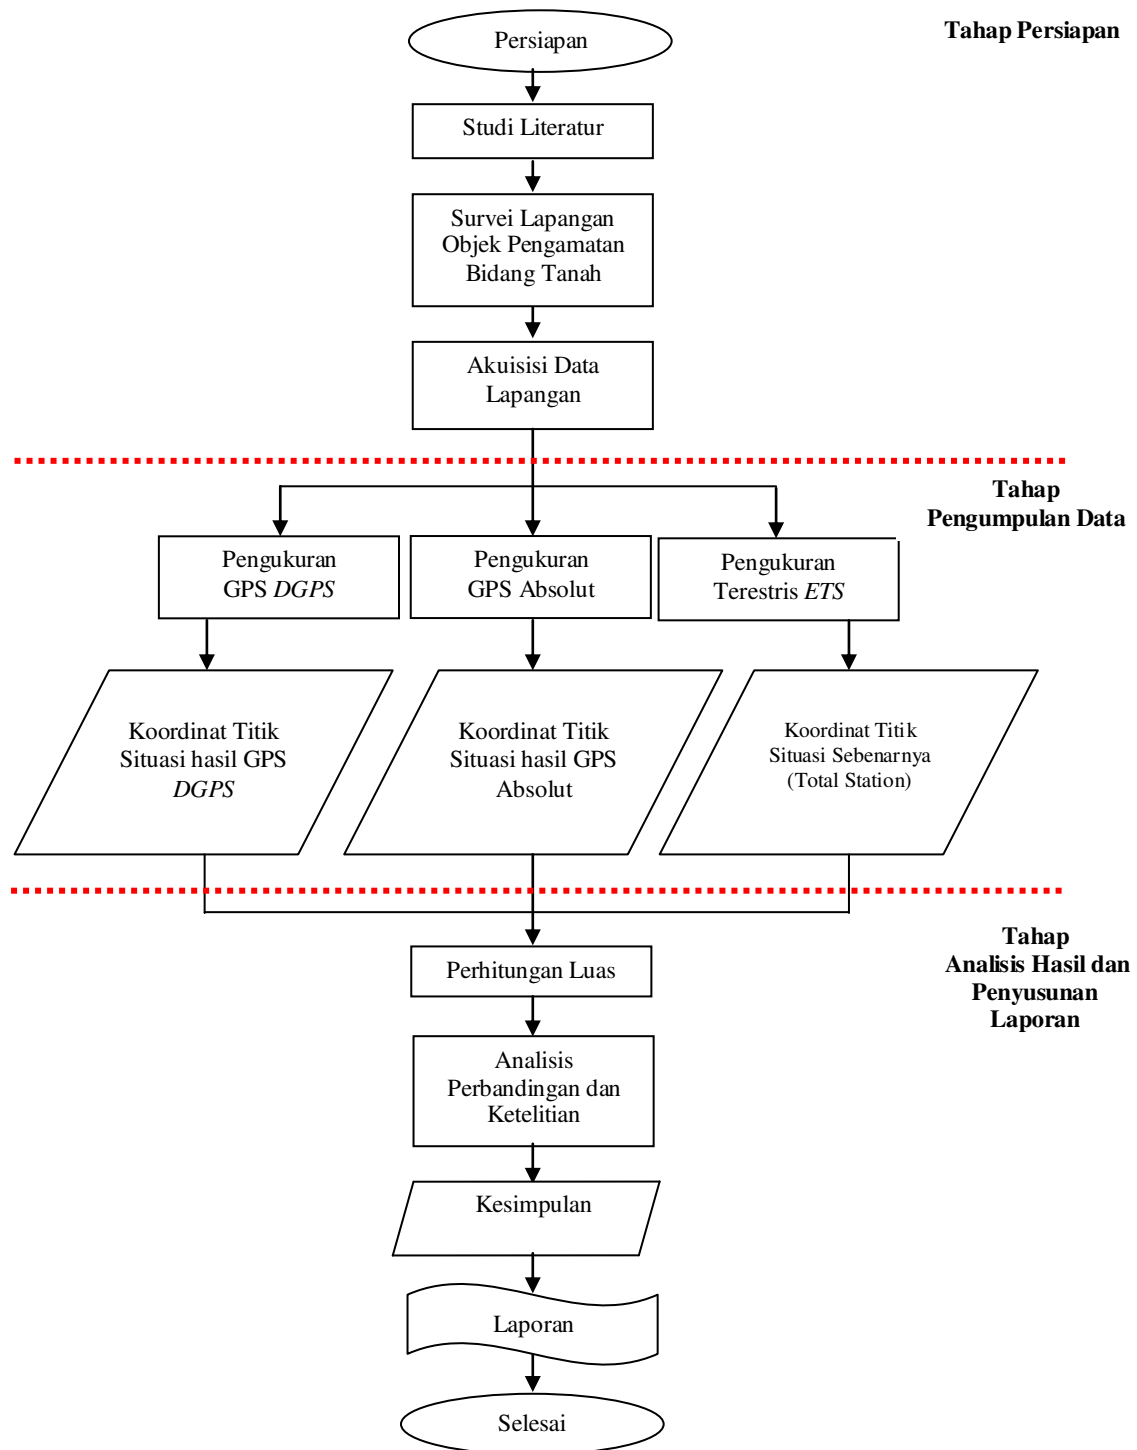 Persiapan
Tahap Persiapan
Studi Literatur
Survei Lapangan
Objek Pengamatan
Bidang Tanah
Akuisisi Data
Lapangan
Tahap
Pengumpulan Data
Pengukuran
GPS DGPS
Pengukuran
GPS Absolut
Pengukuran
Terestris ETS
Koordinat Titik
Situasi hasil GPS
DGPS
Koordinat Titik
Situasi hasil GPS
Absolut
Koordinat Titik
Situasi Sebenarnya
(Total Station)
Tahap
Analisis Hasil dan
Penyusunan
Laporan
Perhitungan Luas
Analisis
Perbandingan dan
Ketelitian
Kesimpulan
Laporan
Selesai